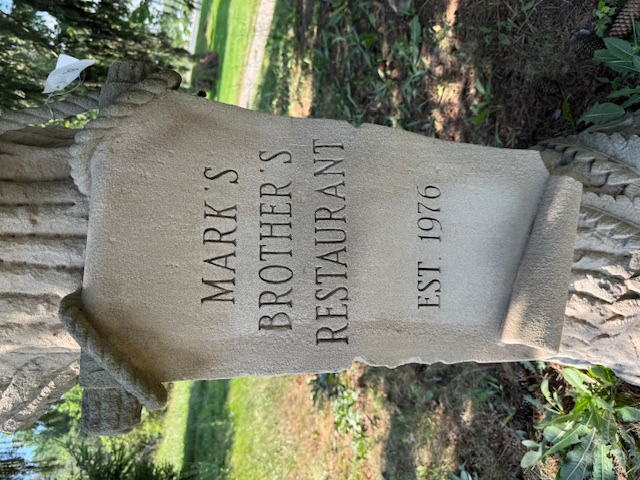 MARK'S
BROTHER'S
RESTAURANT
EST. 1976